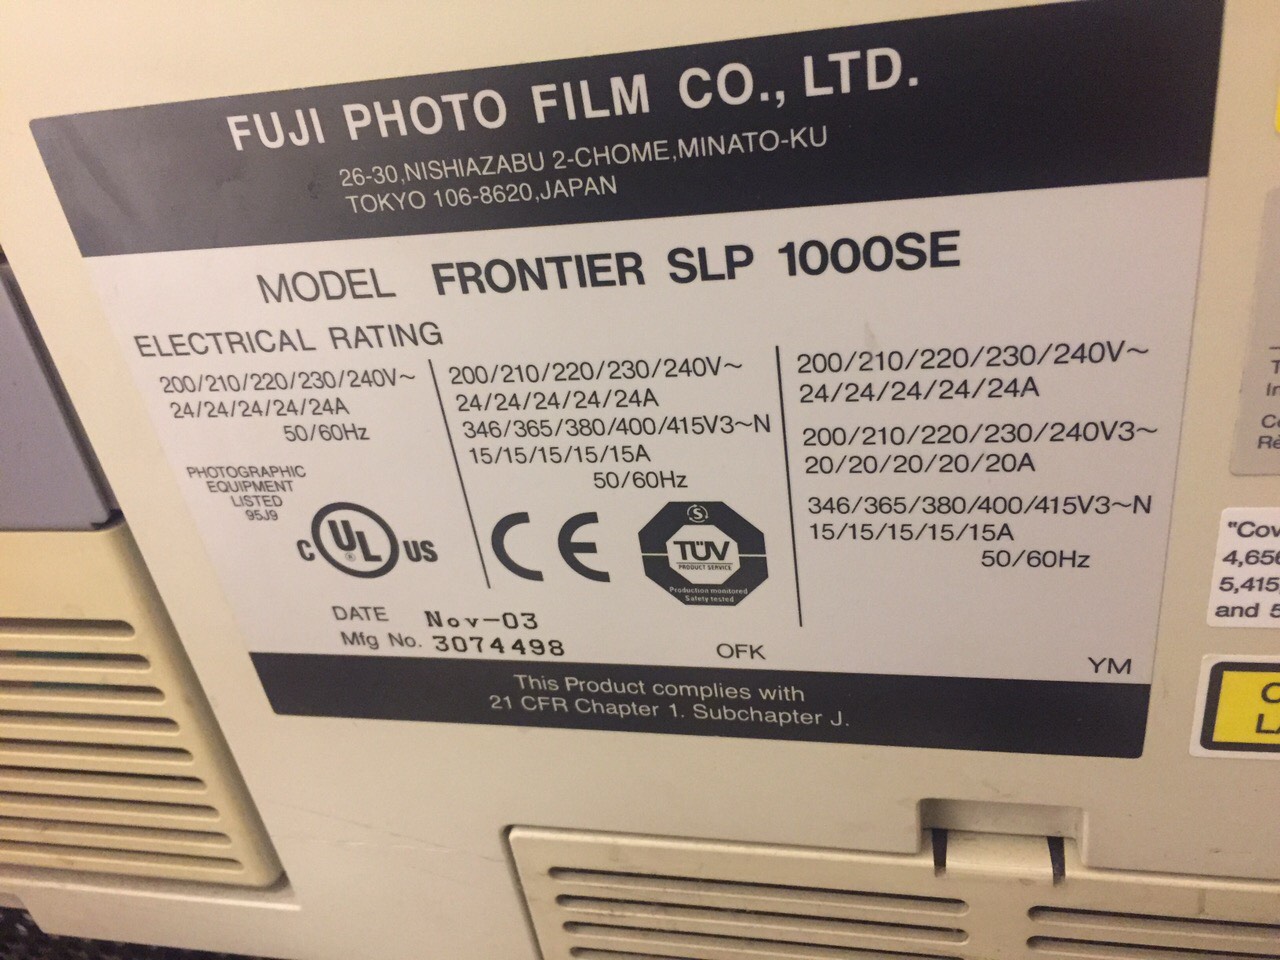 FUJI PHOTO FILM CO., LTD.
26-30,NISHIAZABU 2-CHOME,MINATO-KU
TOKYO 106-8620,JAPAN
MODEL FRONTIER SLP 1000SE
ELECTRICAL RATING
200/210/220/230/240V~
24/24/24/24/24A
50/60Hz
PHOTOGRAPHIC
EQUIPMENT
LISTED
95J9
C UL ® US
200/210/220/230/240V~
24/24/24/24/24A
346/365/380/400/415V3~N
15/15/15/15/15A
50/60Hz
CE
S
TÜV
PRODUCT SERVICE
Production monitored
Safety tested
200/210/220/230/240V~
24/24/24/24/24A
200/210/220/230/240V3~
20/20/20/20/20A
346/365/380/400/415V3~N
15/15/15/15/15A
50/60Hz
DATE Nov-03
Mfg No. 3074498
OFK
YM
This Product complies with
21 CFR Chapter 1. Subchapter J.
"Cov
4,656
5,415,
and 5